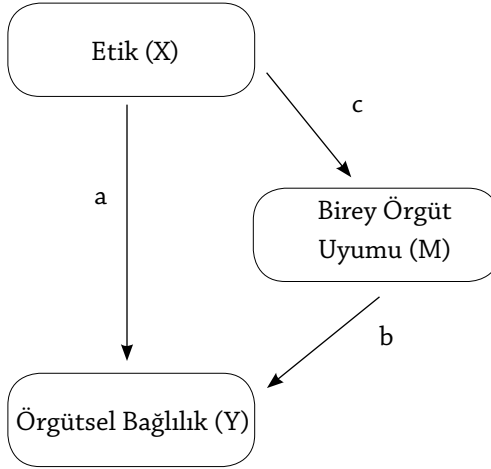 Etik (X)
c
a
Birey Örgüt
Uyumu (M)
b
Örgütsel Bağlılık (Y)